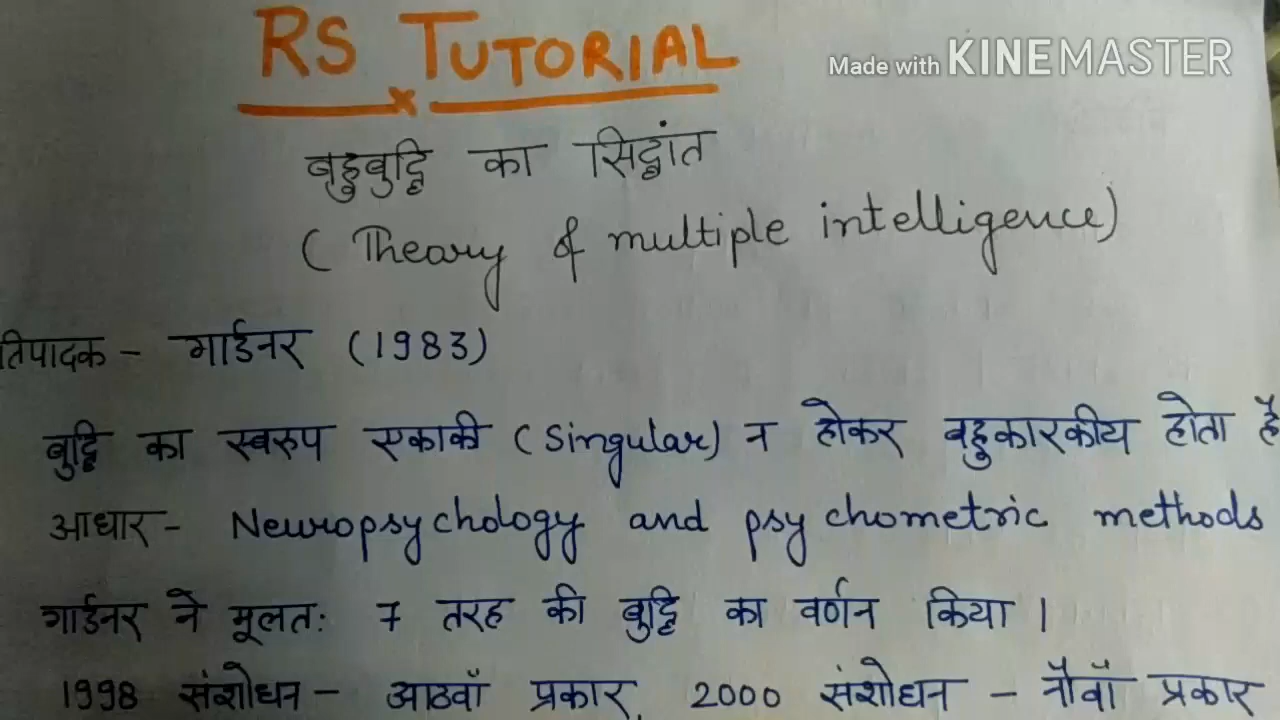 RS TUTORIAL
Made with KINEMASTER
बहुबुद्धि का सिद्धांत
( Theory of multiple intelligence)
तिपादक - गार्डनर (1983)
बुद्धि का स्वरुप एकाकी (Singular) न होकर बहुकारकीय होता है
आधार - Neuropsychology and psychometric methods
गार्डनर ने मूलतः 7 तरह की बुद्धि का वर्णन किया ।
1998 संशोधन - आठवाँ प्रकार, 2000 संशोधन - नौवाँ प्रकार